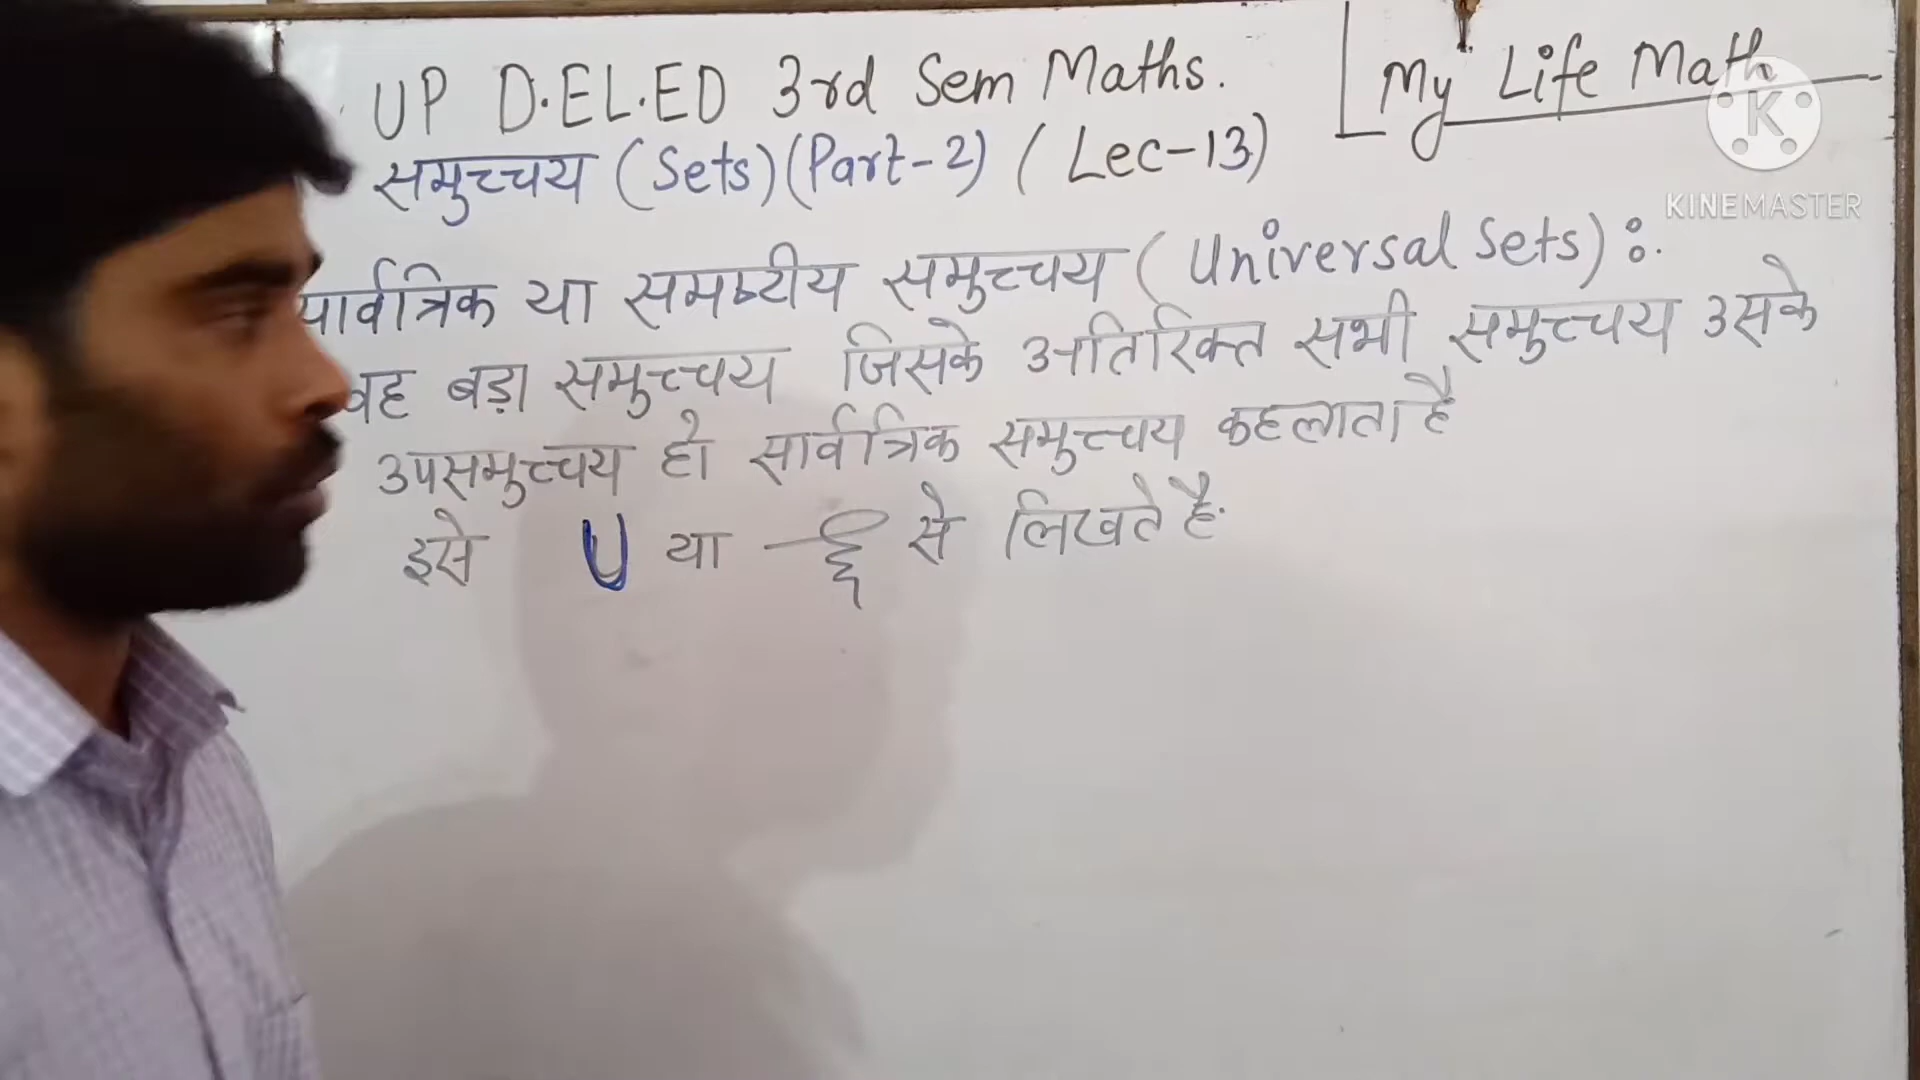 UP D.EL.ED 3rd Sem Maths.
My Life Math
KINEMASTER
समुच्चय (Sets) (Part-2) ( Lec-13)
सार्वत्रिक या समष्टीय समुच्चय ( Universal Sets) :.
वह बड़ा समुच्चय जिसके अतिरिक्त सभी समुच्चय उसके
उपसमुच्चय हो सार्वत्रिक समुच्चय कहलाता है
इसे U या ξ से लिखते है.